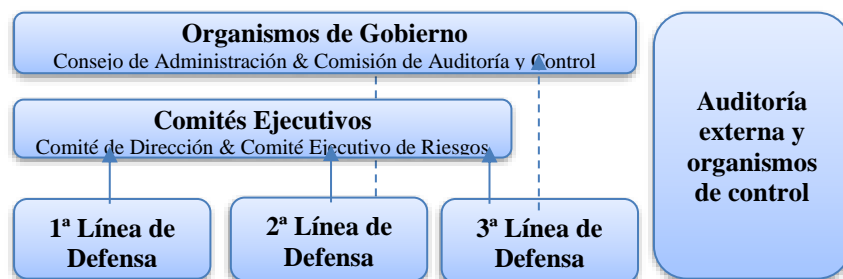 Organismos de Gobierno
Consejo de Administración & Comisión de Auditoría y Control
Comités Ejecutivos
Comité de Dirección & Comité Ejecutivo de Riesgos
1ª Línea de
Defensa
2ª Línea de
Defensa
3ª Línea de
Defensa
Auditoría
externa y
organismos
de control